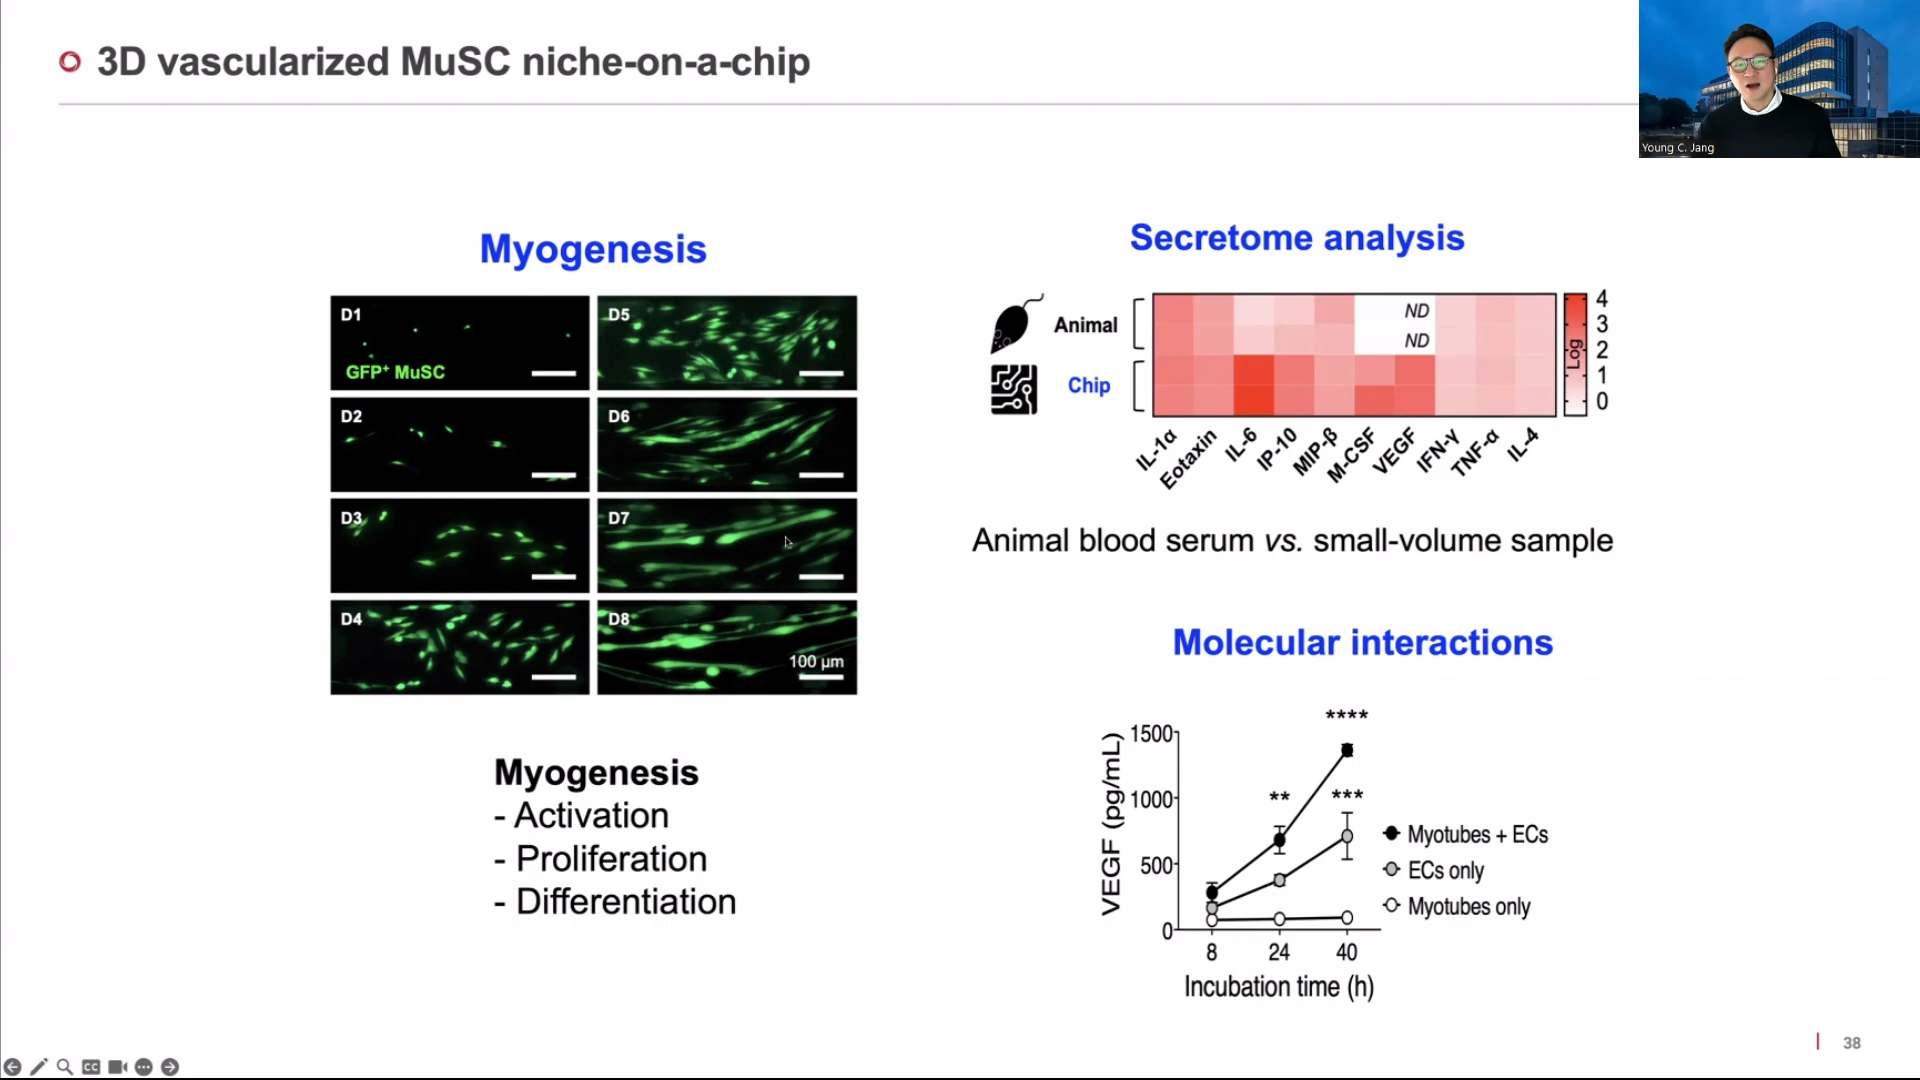 3D vascularized MuSC niche-on-a-chip
Young C. Jang
Myogenesis
D1
GFP+ MuSC
D2
D3
D4
D5
D6
D7
D8
100 µm
Myogenesis
- Activation
- Proliferation
- Differentiation
Secretome analysis
Animal
Chip
ND
ND
Log
4
3
2
1
0
IL-1α
Eotaxin
IL-6
IP-10
MIP-β
M-CSF
VEGF
IFN-γ
TNF-α
IL-4
Animal blood serum vs. small-volume sample
Molecular interactions
VEGF (pg/mL)
1500
1000
500
0
**
***
****
8 24 40
Incubation time (h)
Myotubes + ECs
ECs only
Myotubes only
38
CC